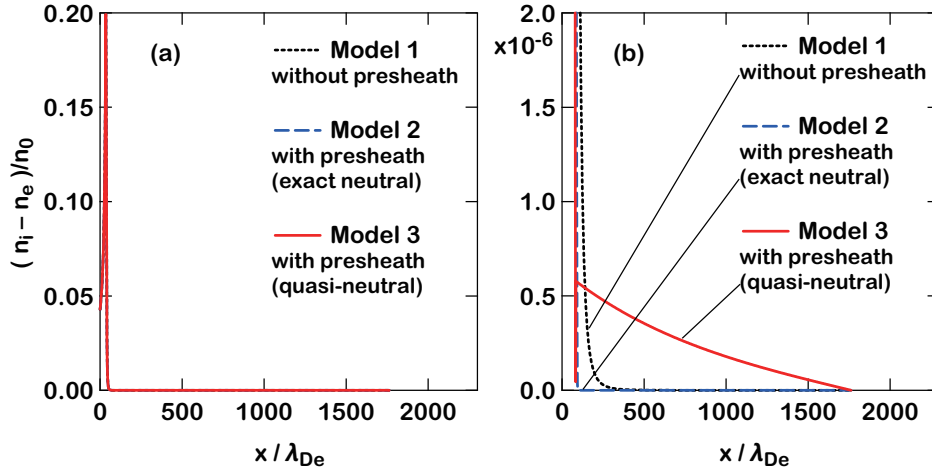 0.20
0.15
0.10
0.05
0.00
( n_i – n_e )/n_0
(a)
Model 1
without presheath
Model 2
with presheath
(exact neutral)
Model 3
with presheath
(quasi-neutral)
0 500 1000 1500 2000
x / λ_De
2.0
x10^-6
1.5
1.0
0.5
0.0
(b)
Model 1
without presheath
Model 2
with presheath
(exact neutral)
Model 3
with presheath
(quasi-neutral)
0 500 1000 1500 2000
x / λ_De